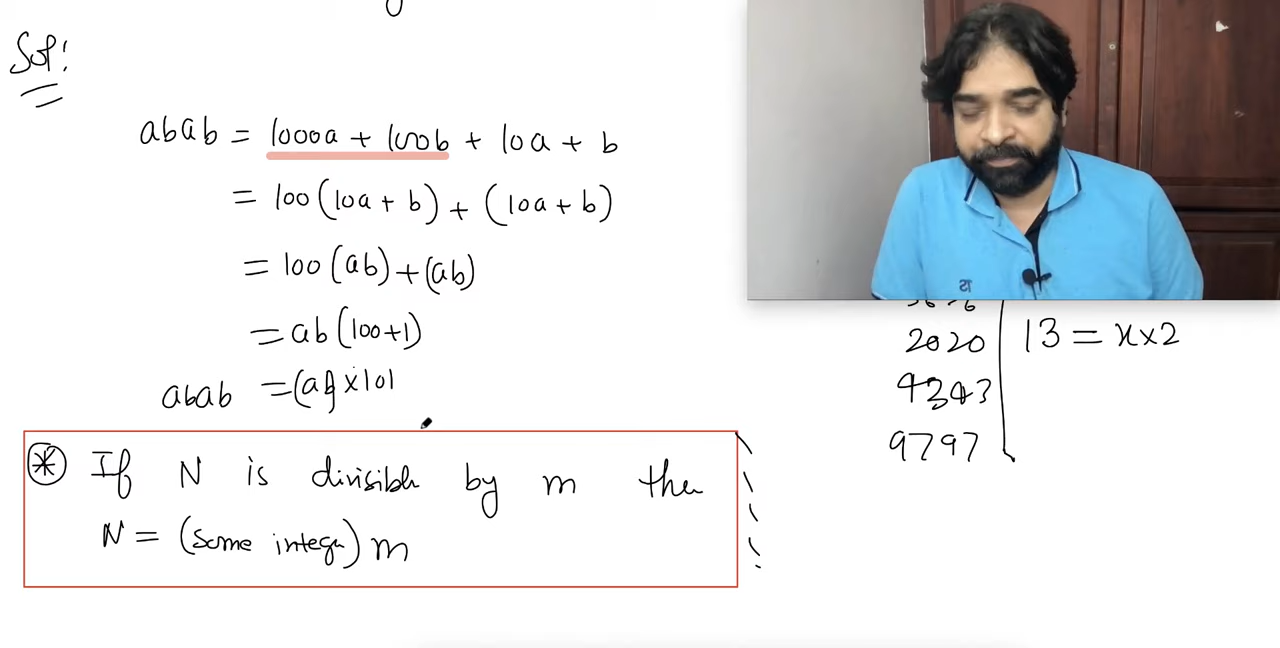 Sol!
abab = 1000a + 100b + 10a + b
= 100(10a + b) + (10a + b)
= 100(ab) + (ab)
= ab(100+1)
abab = (ab) × 101
* If N is divisible by m then
N = (some integer) m
2020
4343
9797
13 = x×2